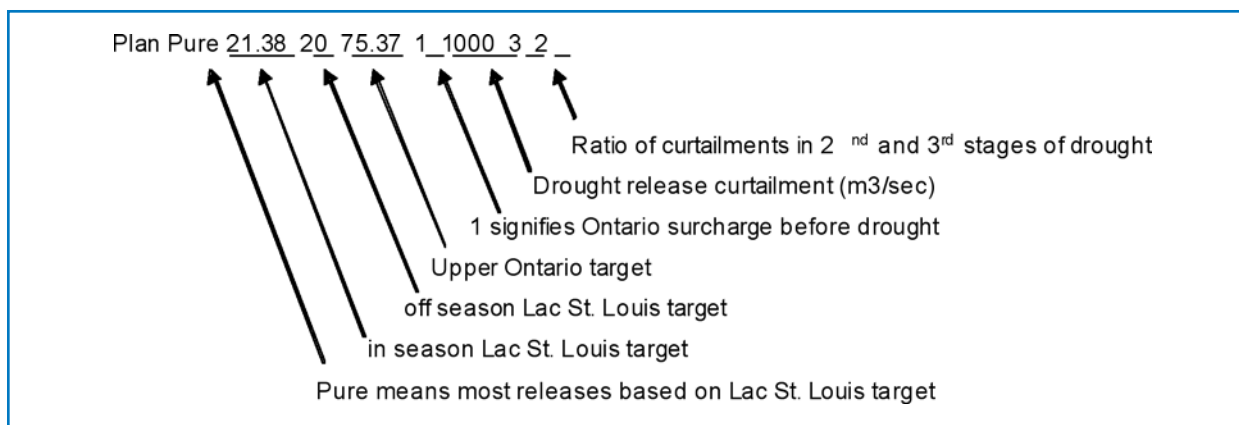 Plan Pure 21.38 20 75.37 1 1000 3 2
Ratio of curtailments in 2 nd and 3rd stages of drought
Drought release curtailment (m3/sec)
1 signifies Ontario surcharge before drought
Upper Ontario target
off season Lac St. Louis target
in season Lac St. Louis target
Pure means most releases based on Lac St. Louis target